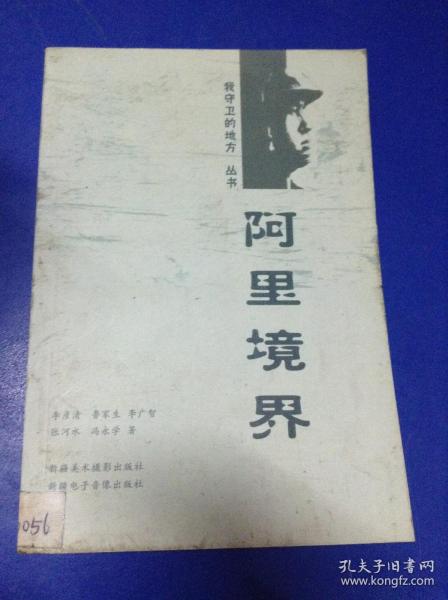 我守卫的地方 丛书
阿里境界
李彦清 鲁家生 李广智
张河水 冯永学 著
新疆美术摄影出版社
新疆电子音像出版社
056
孔夫子旧书网
www.kongfz.com